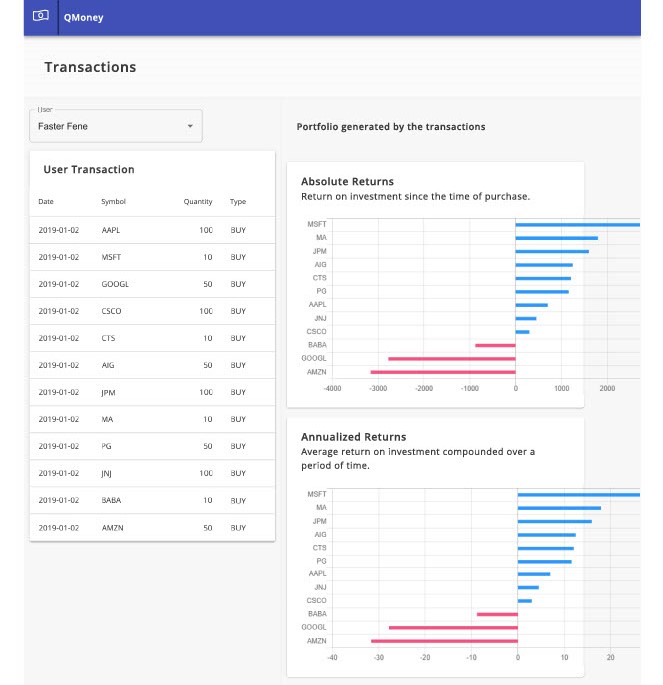 QMoney
Transactions
User
Faster Fene
User Transaction
Date Symbol Quantity Type
2019-01-02 AAPL 100 BUY
2019-01-02 MSFT 10 BUY
2019-01-02 GOOGL 50 BUY
2019-01-02 CSCO 100 BUY
2019-01-02 CTS 10 BUY
2019-01-02 AIG 50 BUY
2019-01-02 JPM 100 BUY
2019-01-02 MA 10 BUY
2019-01-02 PG 50 BUY
2019-01-02 JNJ 100 BUY
2019-01-02 BABA 10 BUY
2019-01-02 AMZN 50 BUY
Portfolio generated by the transactions
Absolute Returns
Return on investment since the time of purchase.
MSFT
MA
JPM
AIG
CTS
PG
AAPL
JNJ
CSCO
BABA
GOOGL
AMZN
-4000 -3000 -2000 -1000 0 1000 2000
Annualized Returns
Average return on investment compounded over a
period of time.
MSFT
MA
JPM
AIG
CTS
PG
AAPL
JNJ
CSCO
BABA
GOOGL
AMZN
-40 -30 -20 -10 0 10 20